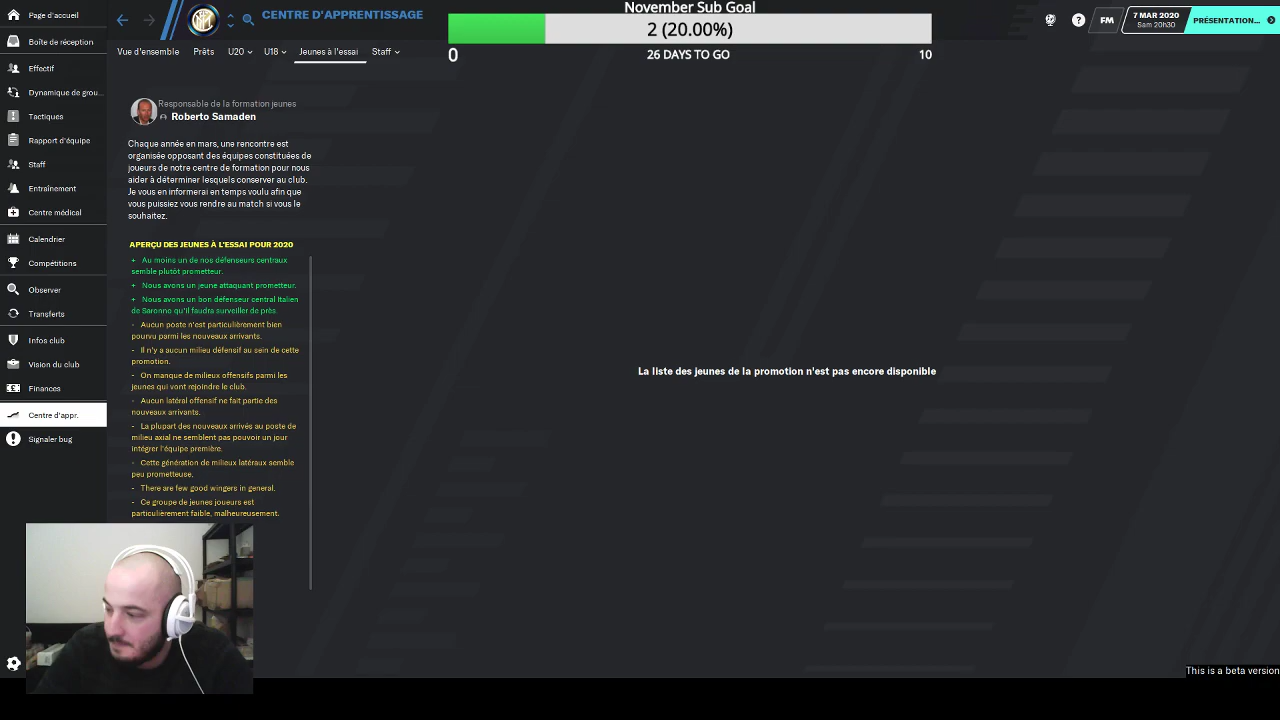 Page d'accueil
Boîte de réception
Effectif
Dynamique de grou...
Tactiques
Rapport d'équipe
Staff
Entraînement
Centre médical
Calendrier
Compétitions
Observer
Transferts
Infos club
Vision du club
Finances
Centre d'appr.
Signaler bug
CENTRE D'APPRENTISSAGE
Vue d'ensemble Prêts U20 U18 Jeunes à l'essai Staff
November Sub Goal
2 (20.00%)
0 26 DAYS TO GO 10
FM
7 MAR 2020
Sam 20h30
PRÉSENTATION...
Responsable de la formation jeunes
Roberto Samaden
Chaque année en mars, une rencontre est
organisée opposant des équipes constituées de
joueurs de notre centre de formation pour nous
aider à déterminer lesquels conserver au club.
Je vous en informerai en temps voulu afin que
vous puissiez vous rendre au match si vous le
souhaitez.
APERÇU DES JEUNES À L'ESSAI POUR 2020
+ Au moins un de nos défenseurs centraux
semble plutôt prometteur.
+ Nous avons un jeune attaquant prometteur.
+ Nous avons un bon défenseur central Italien
de Saronno qu'il faudra surveiller de près.
- Aucun poste n'est particulièrement bien
pourvu parmi les nouveaux arrivants.
- Il n'y a aucun milieu défensif au sein de cette
promotion.
- On manque de milieux offensifs parmi les
jeunes qui vont rejoindre le club.
- Aucun latéral offensif ne fait partie des
nouveaux arrivants.
- La plupart des nouveaux arrivés au poste de
milieu axial ne semblent pas pouvoir un jour
intégrer l'équipe première.
- Cette génération de milieux latéraux semble
peu prometteuse.
- There are few good wingers in general.
- Ce groupe de jeunes joueurs est
particulièrement faible, malheureusement.
La liste des jeunes de la promotion n'est pas encore disponible
This is a beta version